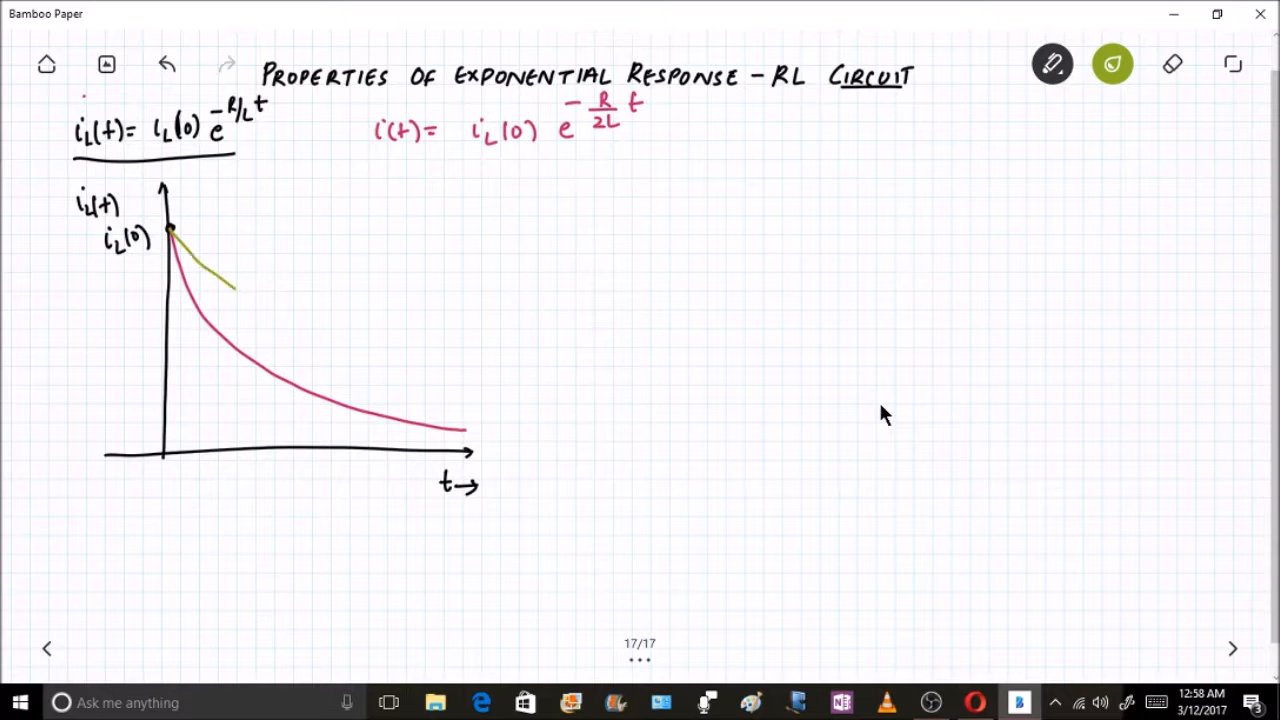 Bamboo Paper
PROPERTIES OF EXPONENTIAL RESPONSE - RL CIRCUIT
iL(t) = iL(0) e^-R/L t
i(t) = iL(0) e^-R/2L t
iL(t)
iL(0)
t→
17/17
Ask me anything
12:58 AM
3/12/2017
3